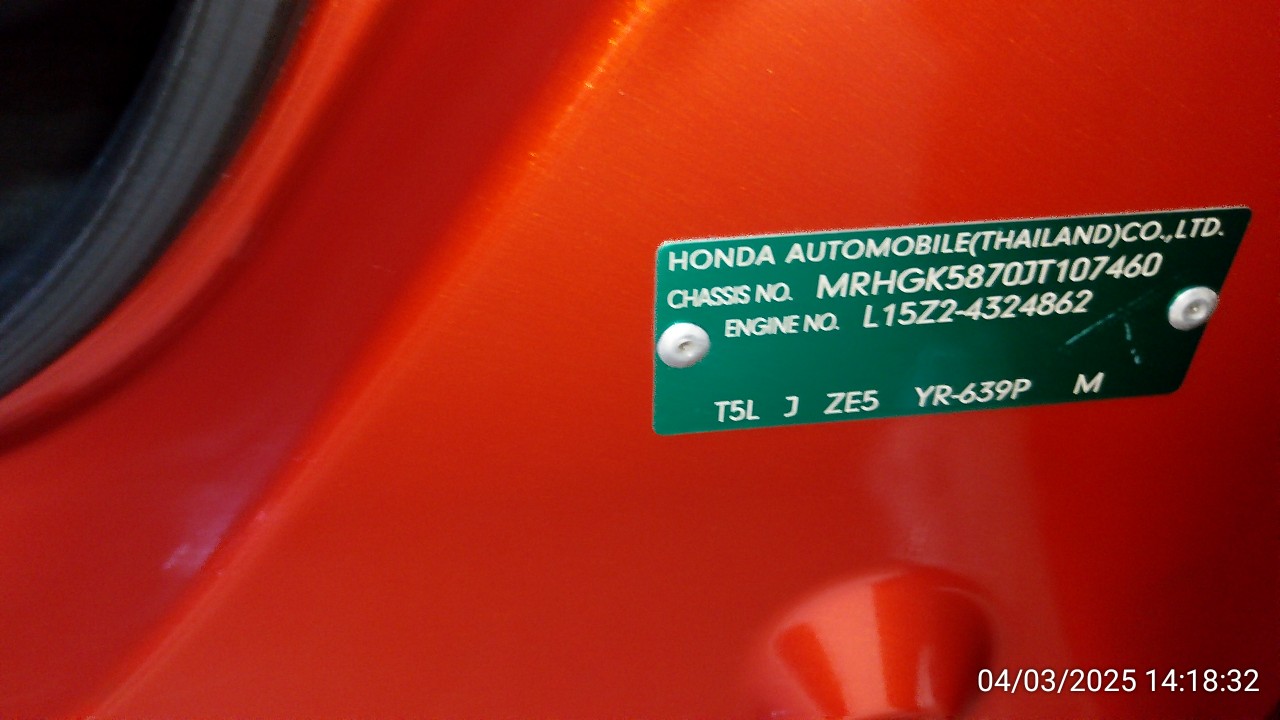 HONDA AUTOMOBILE(THAILAND)CO.,LTD.
CHASSIS NO. MRHGK5870JT107460
ENGINE NO. L15Z2-4324862
T5L J ZE5 YR-639P M
04/03/2025 14:18:32